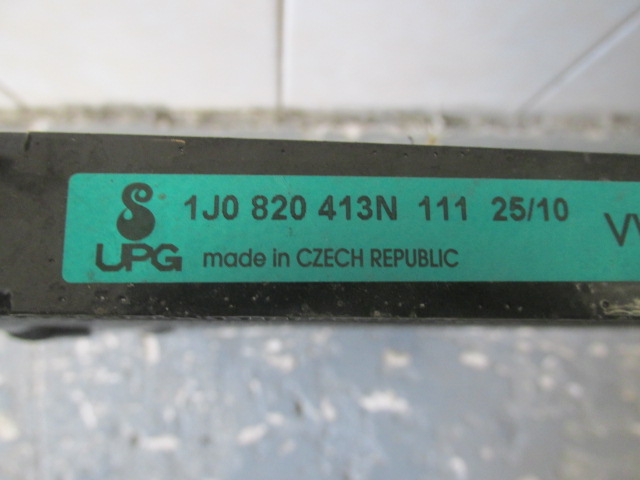 1J0 820 413N 111 25/10
UPG made in CZECH REPUBLIC